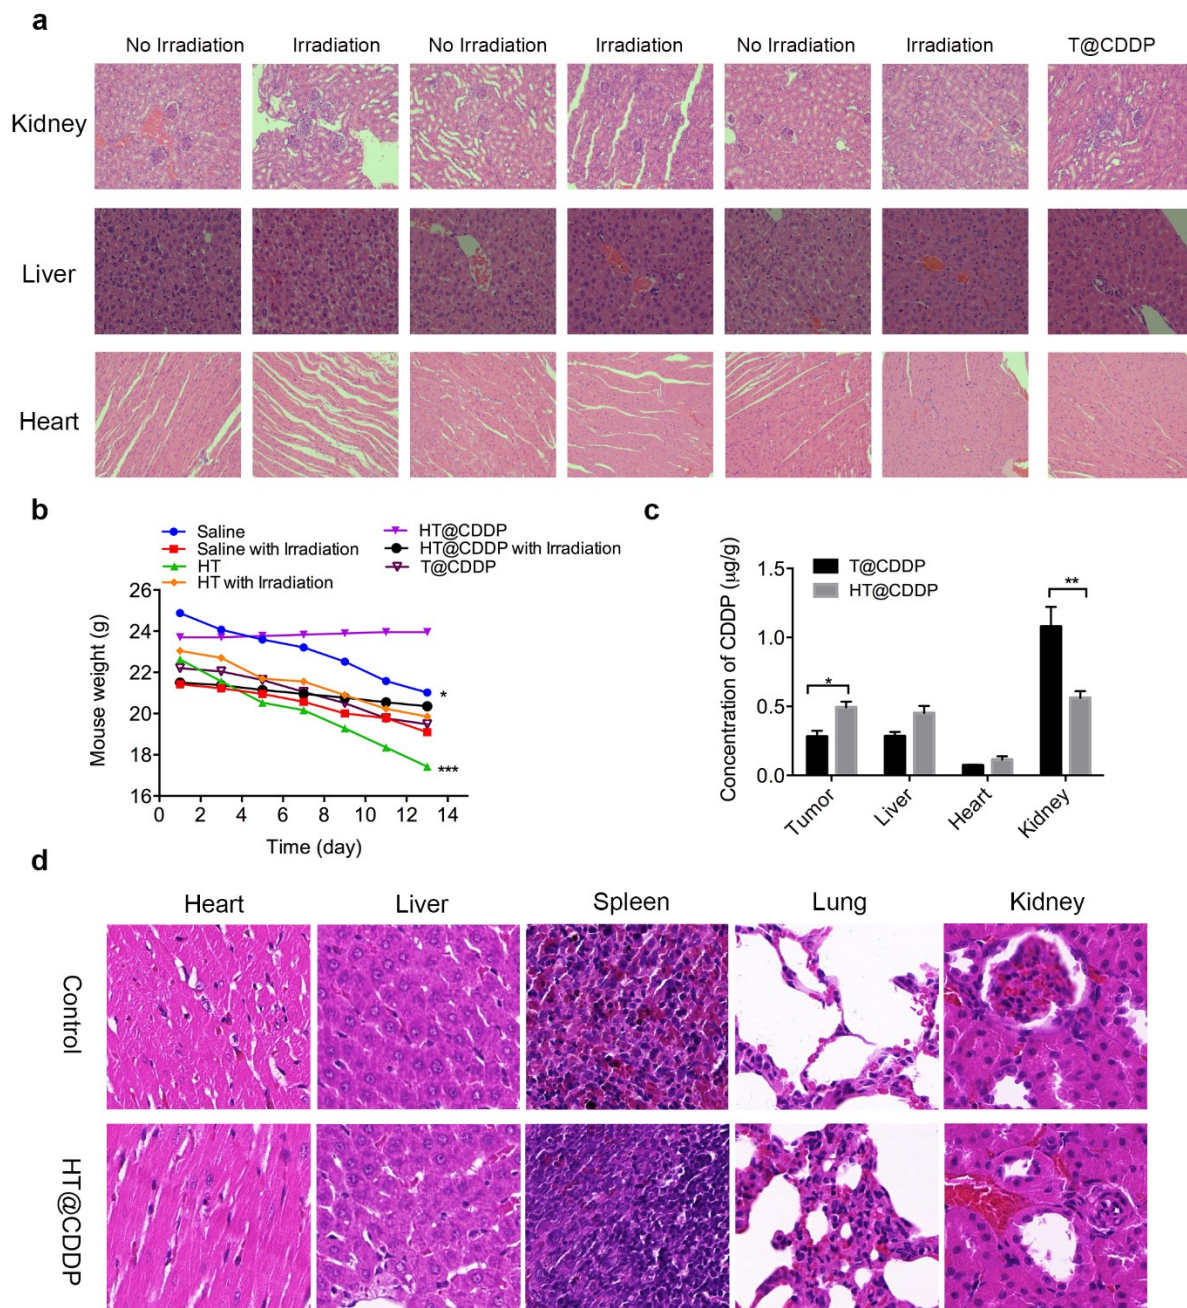 a
No Irradiation Irradiation No Irradiation Irradiation No Irradiation Irradiation T@CDDP
Kidney
Liver
Heart
b
Saline
Saline with Irradiation
HT
HT with Irradiation
HT@CDDP
HT@CDDP with Irradiation
T@CDDP
Mouse weight (g)
26
24
22
20
18
16
0 2 4 6 8 10 12 14
Time (day)
*
***
c
T@CDDP
HT@CDDP
Concentration of CDDP (μg/g)
1.5
1.0
0.5
0.0
*
**
Tumor
Liver
Heart
Kidney
d
Heart Liver Spleen Lung Kidney
Control
HT@CDDP